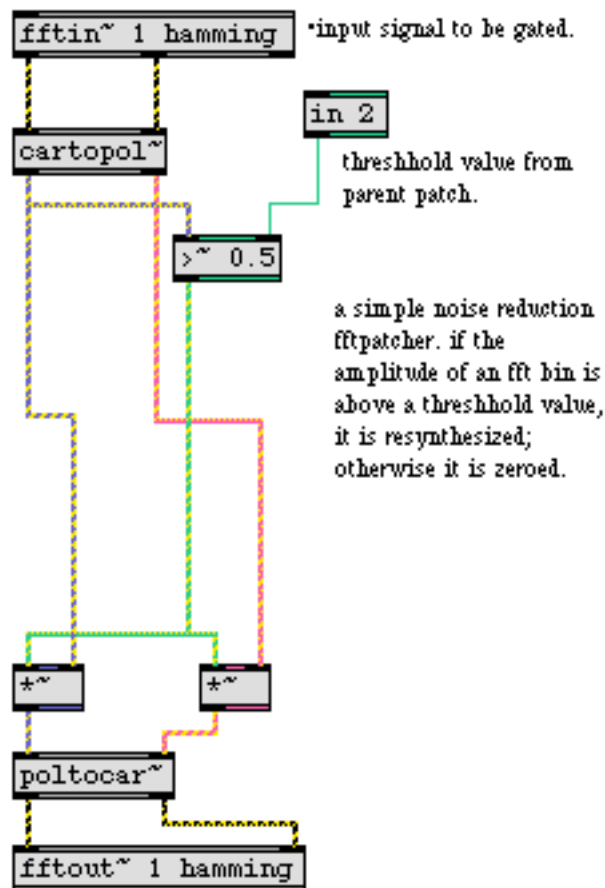 fftin~ 1 hamming
•input signal to be gated.
in 2
cartopol~
threshhold value from
parent patch.
>~ 0.5
a simple noise reduction
fftpatcher. if the
amplitude of an fft bin is
above a threshhold value,
it is resynthesized;
otherwise it is zeroed.
*~
*~
poltocar~
fftout~ 1 hamming